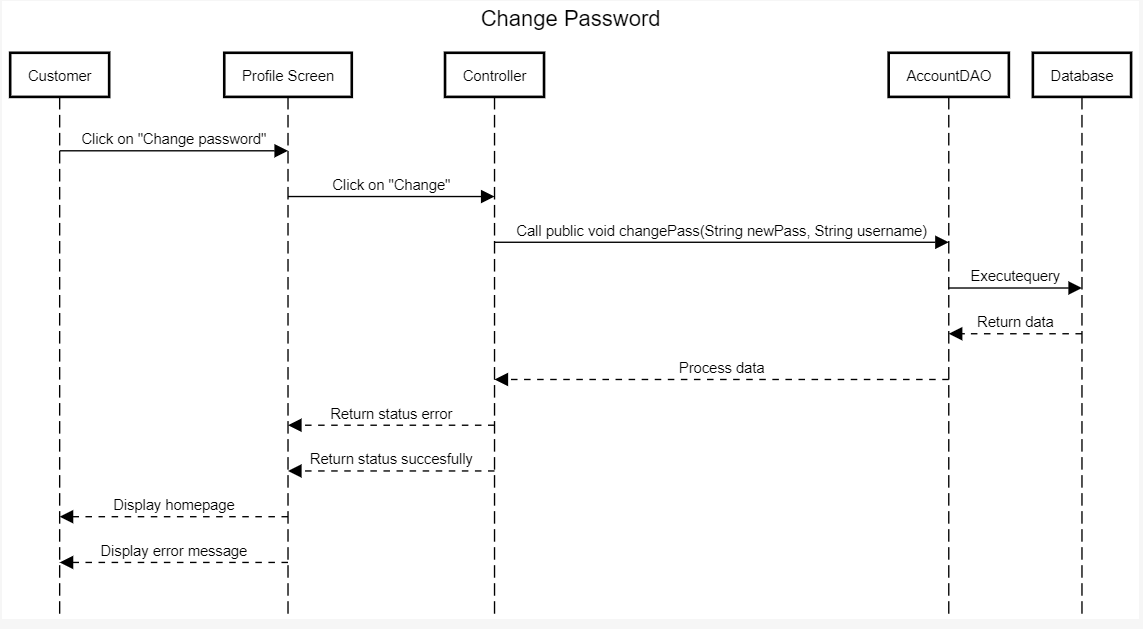 Change Password
Customer
Profile Screen
Controller
AccountDAO
Database
Click on "Change password"
Click on "Change"
Call public void changePass(String newPass, String username)
Executequery
Return data
Process data
Return status error
Return status succesfully
Display homepage
Display error message